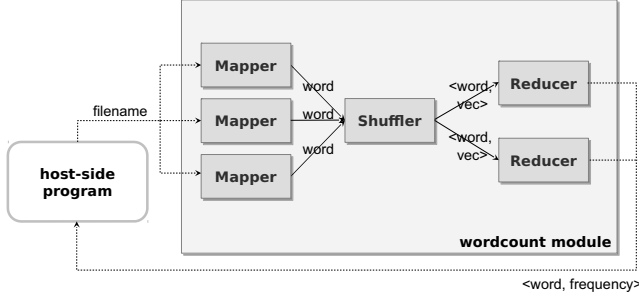 Mapper
word
<word,
vec>
Reducer
filename
Mapper
word
Shuffler
<word,
vec>
word
Mapper
Reducer
host-side
program
wordcount module
<word, frequency>